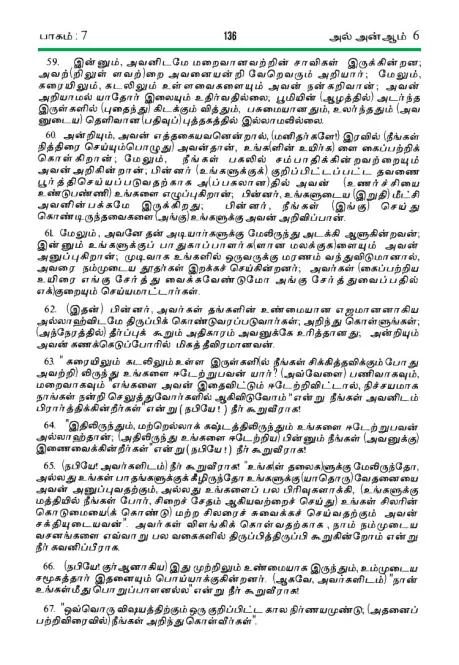 பாகம் : 7 136 அல் அன்ஆம் 6
59. இன்னும், அவனிடமே மறைவானவற்றின் சாவிகள் இருக்கின்றன;
அவற்(றிலுள் ளவற்)றை அவனையன்றி வேறெவரும் அறியார்; மேலும்,
கரையிலும், கடலிலும் உள்ளவைகளையும் அவன் நன்கறிவான்; அவன்
அறியாமல் யாதோர் இலையும் உதிர்வதில்லை; பூமியின் (ஆழத்தில்) அடர்ந்த
இருள்களில் (புதைந்து) கிடக்கும் வித்தும், பசுமையானதும், உலர்ந்ததும் (அவ
னுடைய) தெளிவான (பதிவுப்) புத்தகத்தில் இல்லாமலில்லை.
60. அன்றியும், அவன் எத்தகையவனென்றால், (மனிதர்களே!) இரவில் (நீங்கள்
நித்திரை செய்யும்பொழுது) அவன்தான், உங்க(ளின் உயிர்க) ளை கைப்பற்றிக்
கொள்கிறான்; மேலும், நீங்கள் பகலில் சம்பாதிக்கின்றவற்றையும்
அவன் அறிகின்றான்; பின்னர் (உங்களுக்குக்) குறிப்பிட்டப்பட்ட தவணை
பூர்த்திசெய்யப்படுவதற்காக அ(ப்பகலான)தில் அவன் (உணர்ச்சியை
உண்டுபண்ணி) உங்களை எழுப்புகிறான்; பின்னர், உங்களுடைய (இறுதி) மீட்சி
அவனின்பக்கமே இருக்கிறது; பின்னர், நீங்கள் (இங்கு) செய்து
கொண்டிருந்தவைகளை (அங்கு) உங்களுக்கு அவன் அறிவிப்பான்.
61. மேலும், அவனே தன் அடியார்களுக்கு மேலிருந்து அடக்கி ஆளுகின்றவன்;
இன்னும் உங்களுக்குப் பாதுகாப்பாளர்க(ளான மலக்குக)ளையும் அவன்
அனுப்புகிறான்; முடிவாக உங்களில் ஒருவருக்கு மரணம் வந்துவிடுமானால்,
அவரை நம்முடைய தூதர்கள் இறக்கச் செய்கின்றனர்; அவர்கள் (கைப்பற்றிய
உயிரை எங்கு சேர்த்து வைக்கவேண்டுமோ அங்கு சேர்த்துவைப்பதில்
எக்)குறையும் செய்யமாட்டார்கள்.
62. (இதன்) பின்னர், அவர்கள் தங்களின் உண்மையான எஜமானனாகிய
அல்லாஹ்விடமே திருப்பிக் கொண்டுவரப்படுவார்கள்; அறிந்து கொள்ளுங்கள்;
(அந்நேரத்தில்) தீர்ப்புக் கூறும் அதிகாரம் அவனுக்கே உரித்தானது; அன்றியும்
அவன் கணக்கெடுப்போரில் மிகத்தீவிரமானவன்.
63. "கரையிலும் கடலிலும்உள்ள இருள்களி(ல் நீங்கள் சிக்கித்தவிக்கும்போது
அவற்றி) லிருந்து உங்களை ஈடேற்றுபவன் யார்? (அவ்வேளை) பணிவாகவும்,
மறைவாகவும் "எங்களை அவன் இதைவிட்டும் ஈடேற்றிவிட்டால், நிச்சயமாக
நாங்கள் நன்றி செலுத்துவோர்களில் ஆகிவிடுவோம்" என்று நீங்கள் அவனிடம்
பிரார்த்திக்கின்றீர்கள்" என்று ( நபியே! ) நீர் கூறுவீராக!
64. "இதிலிருந்தும், மற்றெல்லாக் கஷ்டத்திலிருந்தும் உங்களை ஈடேற்றுபவன்
அல்லாஹ்தான்; (அதிலிருந்து உங்களை ஈடேற்றிய) பின்னும் நீங்கள் (அவனுக்கு)
இணைவைக்கின்றீர்கள்" என்று ( நபியே! ) நீர் கூறுவீராக!
65. (நபியே! அவர்களிடம்) நீர் கூறுவீராக! "உங்க(ள் தலைக)ளுக்கு மேலிருந்தோ,
அல்லது உங்கள் பாதங்களுக்குக் கீழிருந்தோ உங்களுக்கு (யாதொரு) வேதனையை
அவன் அனுப்புவதற்கும், அல்லது உங்களைப் பல பிரிவுகளாக்கி, (உங்களுக்கு
மத்தியில் நீங்கள் போர், சிறைச் சேதம் ஆகியவற்றைச் செய்து) உங்கள் சிலரின்
கொடுமையை(க் கொண்டு) மற்ற சிலரைச் சுவைக்கச் செய்வதற்கும் அவன்
சக்தியுடையவன்". அவர்கள் விளங்கிக் கொள்வதற்காக, நாம் நம்முடைய
வசனங்களை எவ்வாறு பல வகைகளில் திருப்பித்திருப்பி கூறுகின்றோம் என்று
நீர் கவனிப்பீராக.
66. (நபியே! குர்ஆனாகிய) இது முற்றிலும் உண்மையாக இருந்தும், உம்முடைய
சமூகத்தார் இதனையும் பொய்யாக்குகின்றனர். (ஆகவே, அவர்களிடம்) "நான்
உங்கள்மீது பொறுப்பாளனல்ல" என்று நீர் கூறுவீராக!
67. "ஒவ்வொரு விஷயத்திற்கும் ஒரு குறிப்பிட்ட கால நிர்ணயமுண்டு; (அதனைப்
பற்றி விரைவில்) நீங்கள் அறிந்து கொள்வீர்கள்".